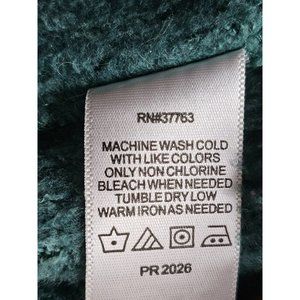 RN#37763
MACHINE WASH COLD
WITH LIKE COLORS
ONLY NON CHLORINE
BLEACH WHEN NEEDED
TUMBLE DRY LOW
WARM IRON AS NEEDED
PR 2026